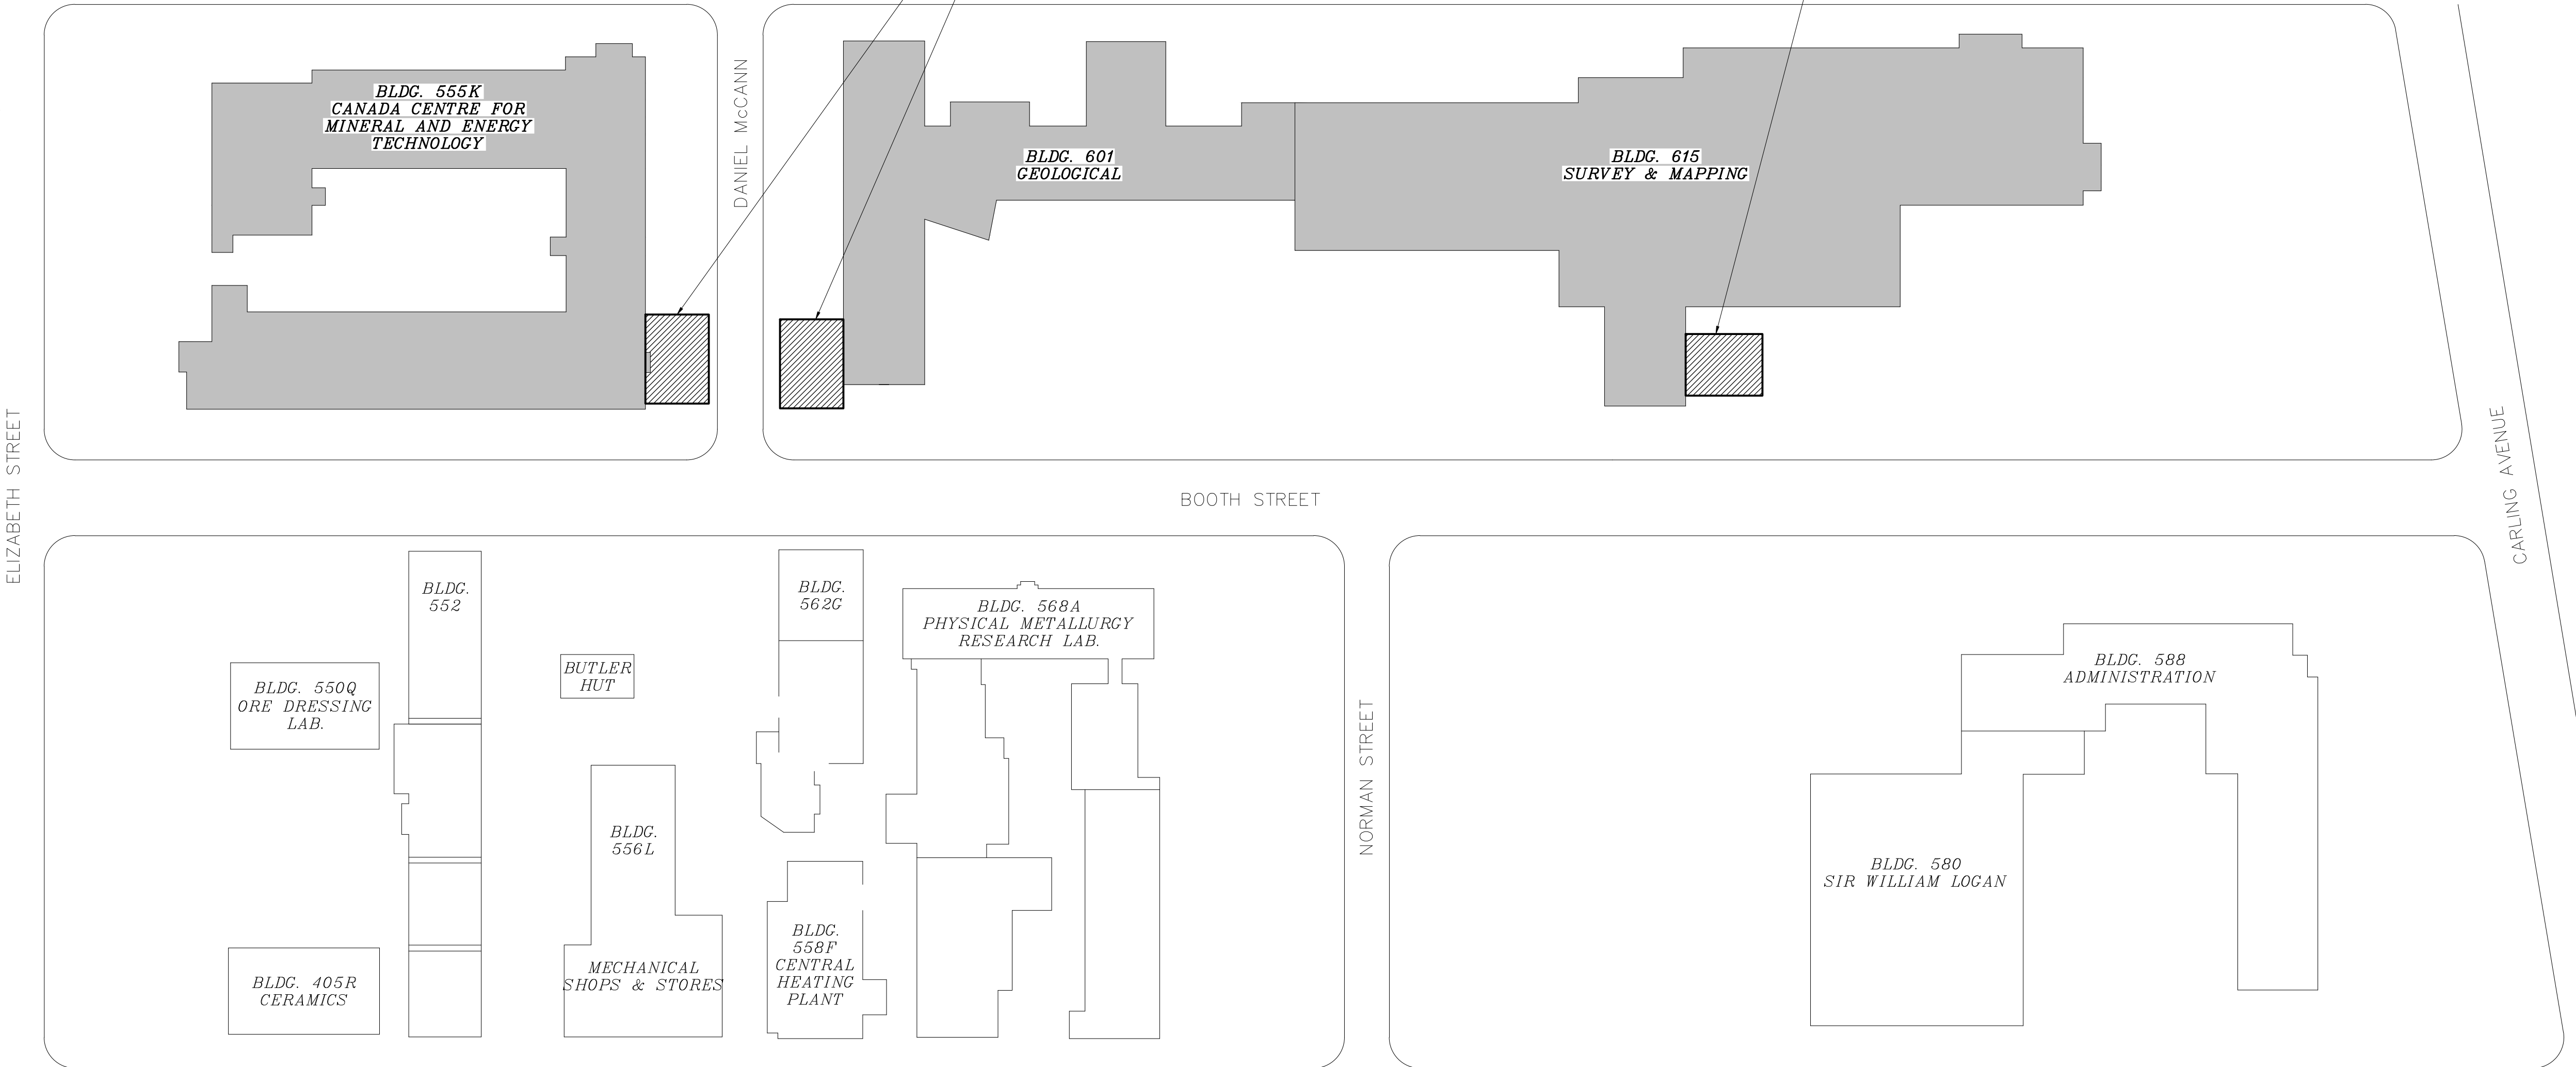 BLDG. 555K
CANADA CENTRE FOR
MINERAL AND ENERGY
TECHNOLOGY
DANIEL McCANN
BLDG. 601
GEOLOGICAL
BLDG. 615
SURVEY & MAPPING
ELIZABETH STREET
BOOTH STREET
CARLING AVENUE
BLDG.
552
BLDG.
562G
BLDG. 568A
PHYSICAL METALLURGY
RESEARCH LAB.
BUTLER
HUT
BLDG. 550Q
ORE DRESSING
LAB.
BLDG. 588
ADMINISTRATION
NORMAN STREET
BLDG.
556L
MECHANICAL
SHOPS & STORES
BLDG. 580
SIR WILLIAM LOGAN
BLDG.
558F
CENTRAL
HEATING
PLANT
BLDG. 405R
CERAMICS